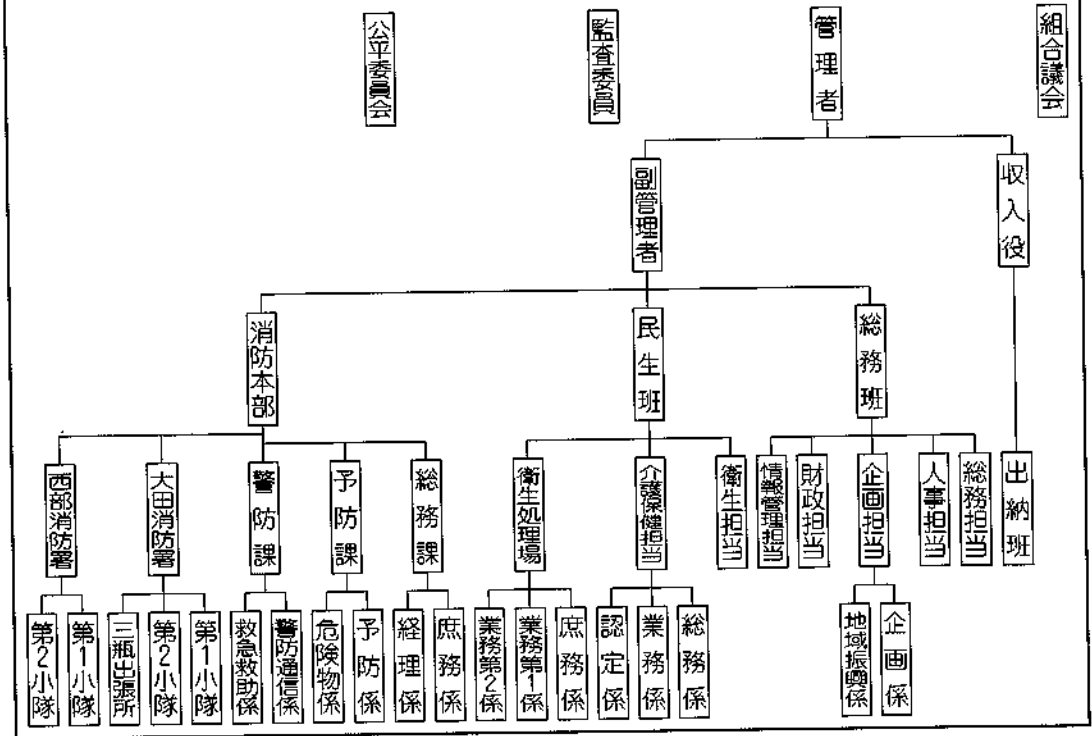 組合議会
管理者
監査委員
公平委員会
収入役
副管理者
総務班
民生班
消防本部
出納班
総務担当
人事担当
企画担当
財政担当
情報管理担当
衛生担当
介護保健担当
衛生処理場
総務課
予防課
警防課
大田消防署
西部消防署
企画係
地域振興係
総務係
業務係
認定係
庶務係
業務第1係
業務第2係
庶務係
経理係
予防係
危険物係
警防通信係
救急救助係
第1小隊
第2小隊
三瓶出張所
第1小隊
第2小隊